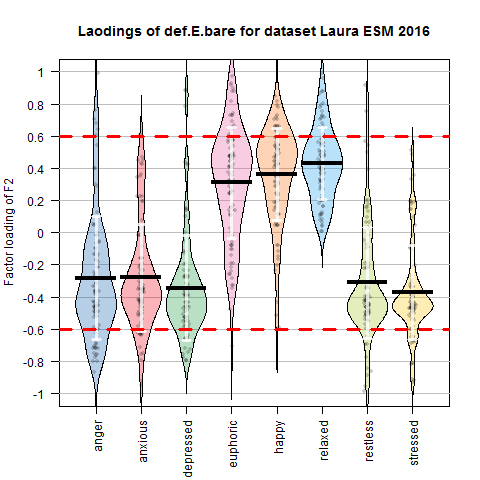 Laodings of def.E.bare for dataset Laura ESM 2016
Factor loading of F2
1
0.8
0.6
0.4
0.2
0
-0.2
-0.4
-0.6
-0.8
-1
anger
anxious
depressed
euphoric
happy
relaxed
restless
stressed